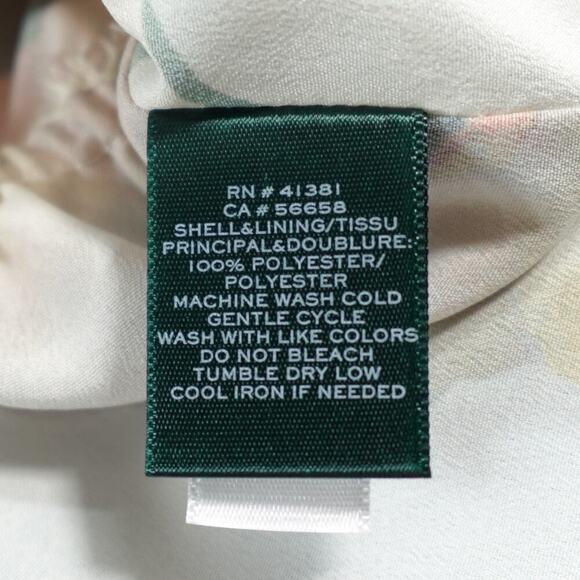 RN # 41381
CA # 56658
SHELL&LINING/TISSU
PRINCIPAL&DOUBLURE:
100% POLYESTER/
POLYESTER
MACHINE WASH COLD
GENTLE CYCLE
WASH WITH LIKE COLORS
DO NOT BLEACH
TUMBLE DRY LOW
COOL IRON IF NEEDED